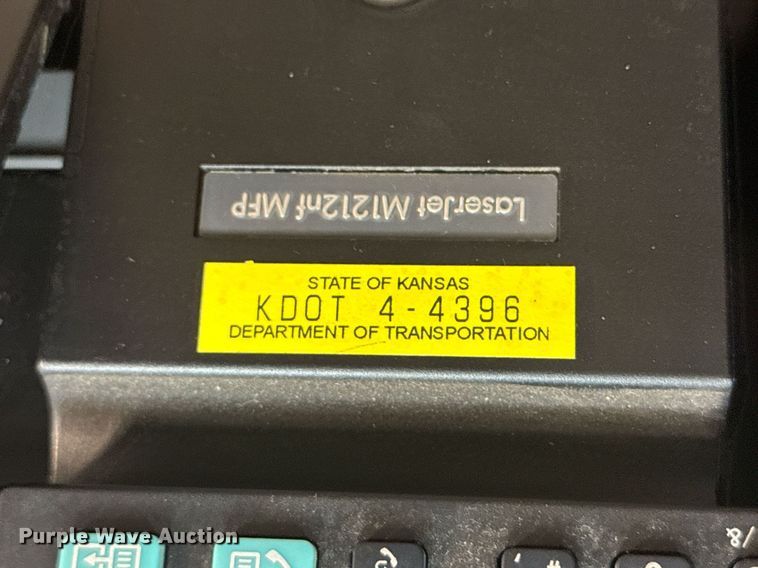 LaserJet M1212nf MFP
STATE OF KANSAS
KDOT 4-4396
DEPARTMENT OF TRANSPORTATION
Purple Wave Auction